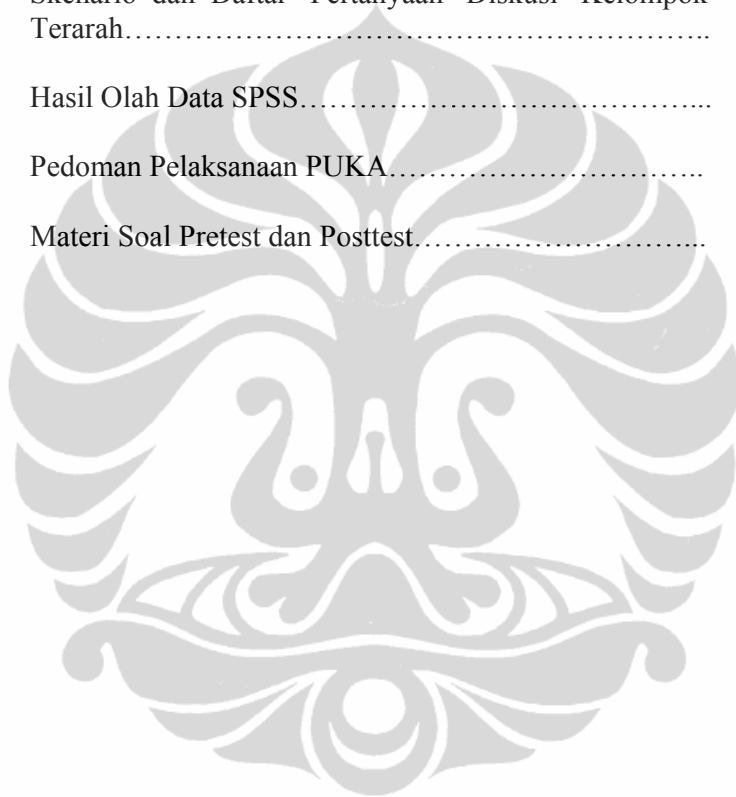 Skenario dan Daftar Pertanyaan Diskusi Kelompok
Terarah…………………………………………………..
Hasil Olah Data SPSS……………………………………...
Pedoman Pelaksanaan PUKA…………………………..
Materi Soal Pretest dan Posttest………………………...